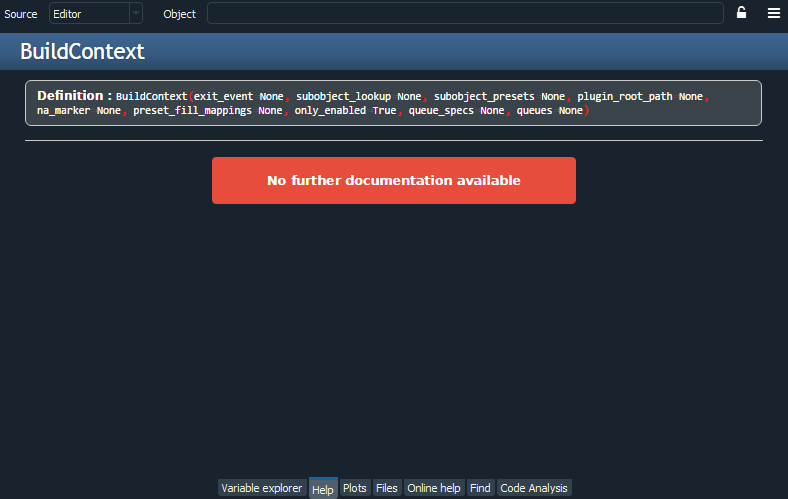 Source Editor Object
BuildContext
Definition : BuildContext(exit_event None, subobject_lookup None, subobject_presets None, plugin_root_path None,
na_marker None, preset_fill_mappings None, only_enabled True, queue_specs None, queues None)
No further documentation available
Variable explorer Help Plots Files Online help Find Code Analysis